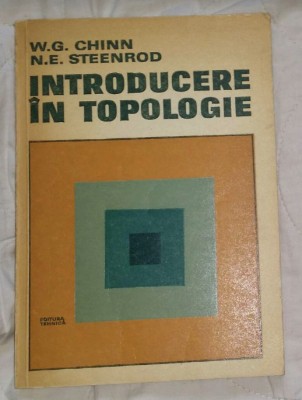 W.G. CHINN
N.E. STEENROD
INTRODUCERE
ÎN TOPOLOGIE
EDITURA
TEHNICĂ